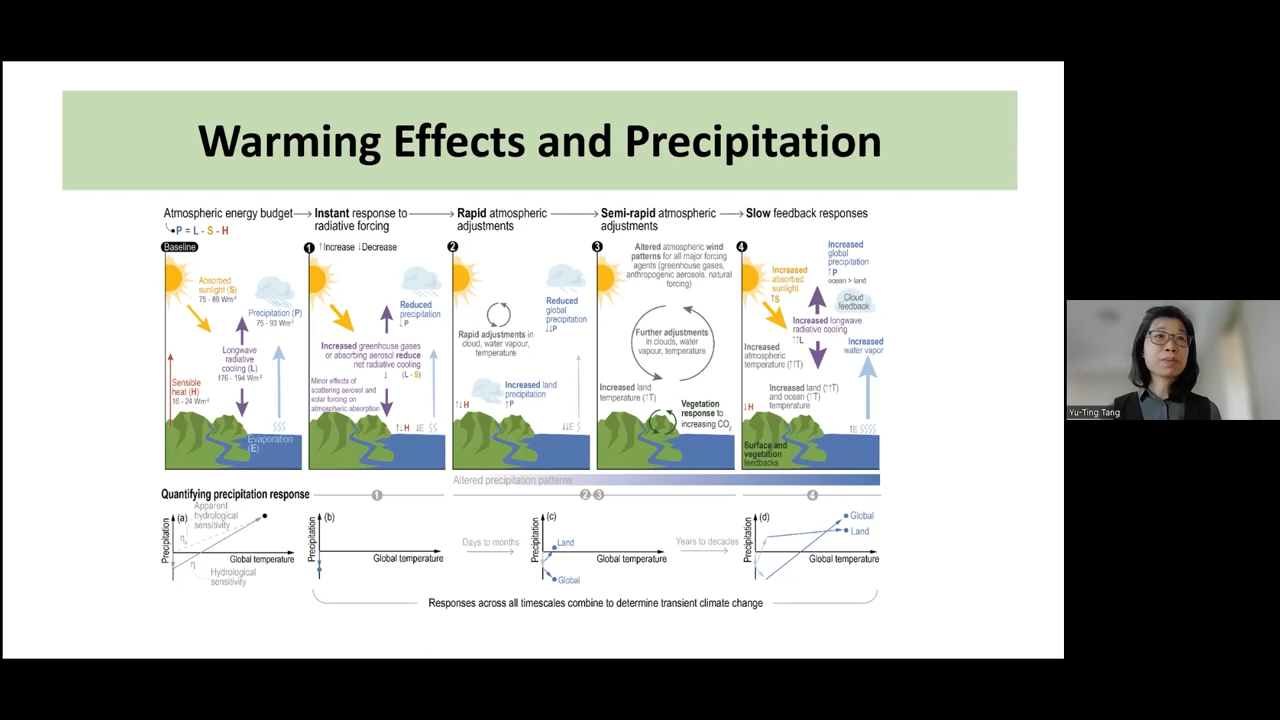 Warming Effects and Precipitation
Atmospheric energy budget
P = L - S - H
Instant response to
radiative forcing
Rapid atmospheric
adjustments
Semi-rapid atmospheric
adjustments
Slow feedback responses
Baseline
Absorbed
sunlight (S)
75 - 89 Wm-2
Precipitation (P)
75 - 93 Wm-2
Longwave
radiative
cooling (L)
176 - 194 Wm-2
Sensible
heat (H)
16 - 24 Wm-2
Evaporation
(E)
1
↑Increase ↓Decrease
Reduced
precipitation
↓P
Increased greenhouse gases
or absorbing aerosol reduce
net radiative cooling
↓ (L - S)
Minor effects of
scattering aerosol and
solar forcing on
atmospheric absorption
↑↓H ↓E
2
Reduced
global
precipitation
↓↓P
Rapid adjustments in
cloud, water vapour,
temperature
Increased land
precipitation
↑P
↑↓H
↓↓E
3
Altered atmospheric wind
patterns for all major forcing
agents (greenhouse gases,
anthropogenic aerosols, natural
forcing)
Further adjustments
in clouds, water
vapour, temperature
Increased land
temperature (↑T)
Vegetation
response to
increasing CO2
4
Increased
global
precipitation
↑P
ocean > land
Increased
absorbed
sunlight
↑S
Cloud
feedback
Increased longwave
radiative cooling
↑↑L
Increased
water vapor
Increased
atmospheric
temperature (↑↑T)
Increased land (↑↑T)
and ocean (↑T)
temperature
↓H
↑E
Surface and
vegetation
feedbacks
Altered precipitation patterns
Quantifying precipitation response
1
2 3
4
(a)
Precipitation
Apparent
hydrological
sensitivity
ηa
Global temperature
η
Hydrological
sensitivity
(b)
Precipitation
Global temperature
Days to months
(c)
Precipitation
Land
Global temperature
Global
Years to decades
(d)
Precipitation
Global
Land
Global temperature
Responses across all timescales combine to determine transient climate change
Yu-Ting Tang